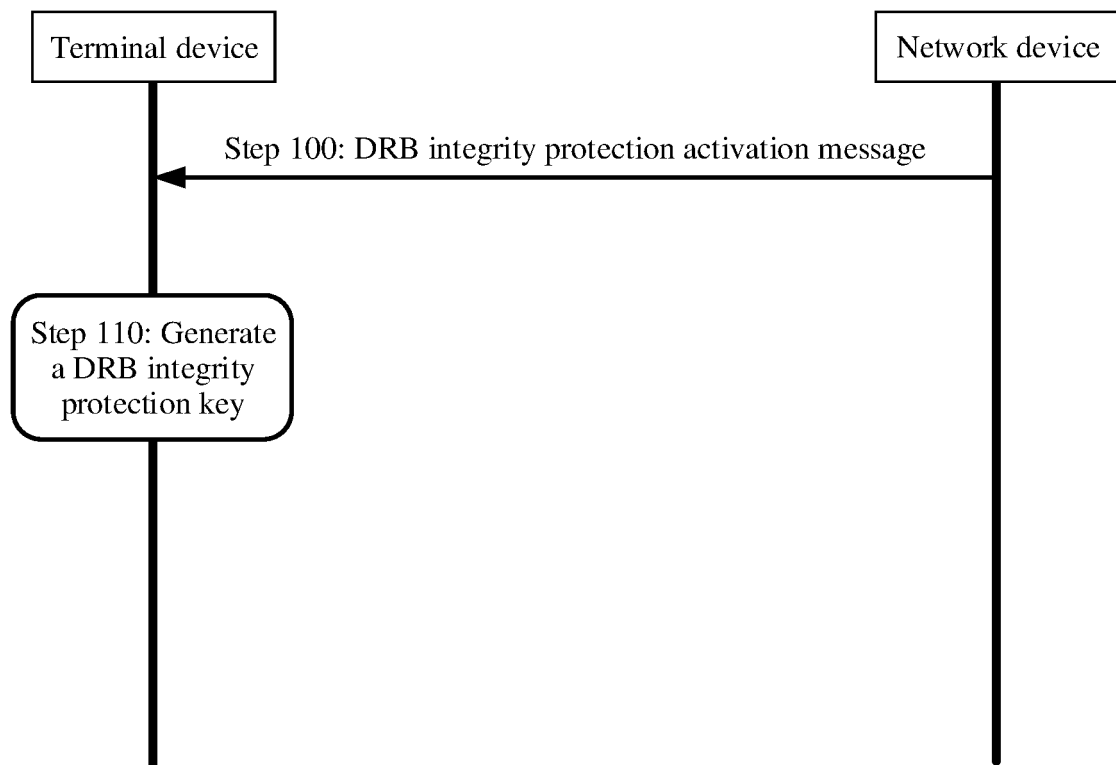 Terminal device
Network device
Step 100: DRB integrity protection activation message
Step 110: Generate
a DRB integrity
protection key